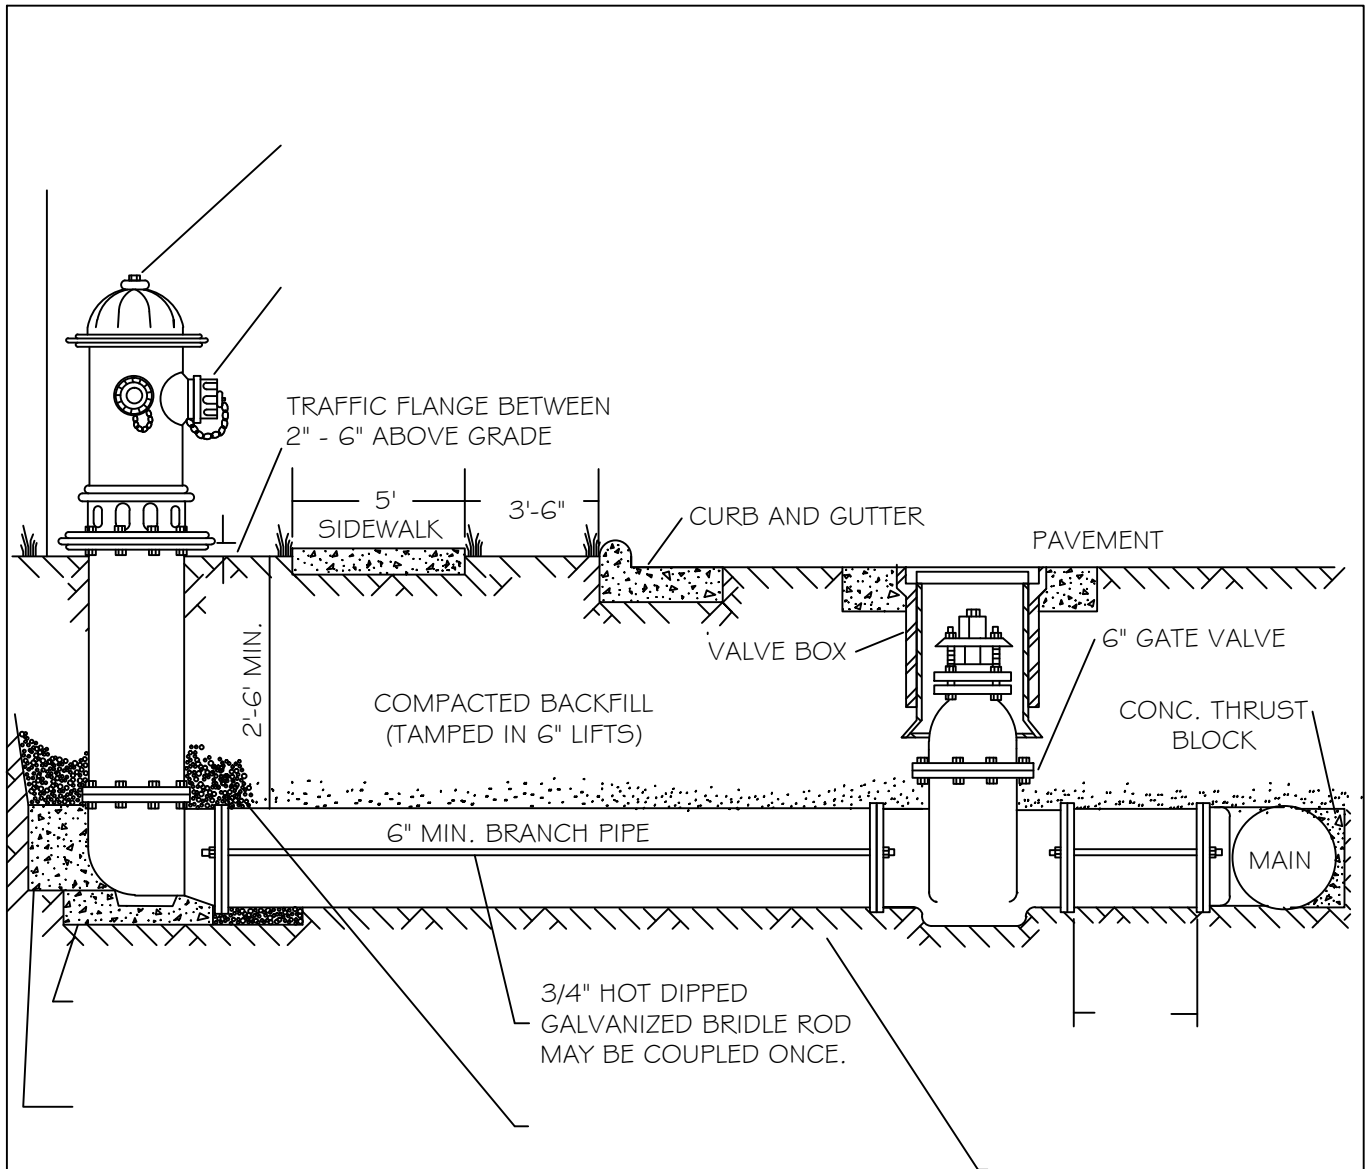 TRAFFIC FLANGE BETWEEN
2" - 6" ABOVE GRADE
5'
SIDEWALK
3'-6"
CURB AND GUTTER
PAVEMENT
VALVE BOX
6" GATE VALVE
2'-6' MIN.
COMPACTED BACKFILL
(TAMPED IN 6" LIFTS)
CONC. THRUST
BLOCK
6" MIN. BRANCH PIPE
MAIN
3/4" HOT DIPPED
GALVANIZED BRIDLE ROD
MAY BE COUPLED ONCE.